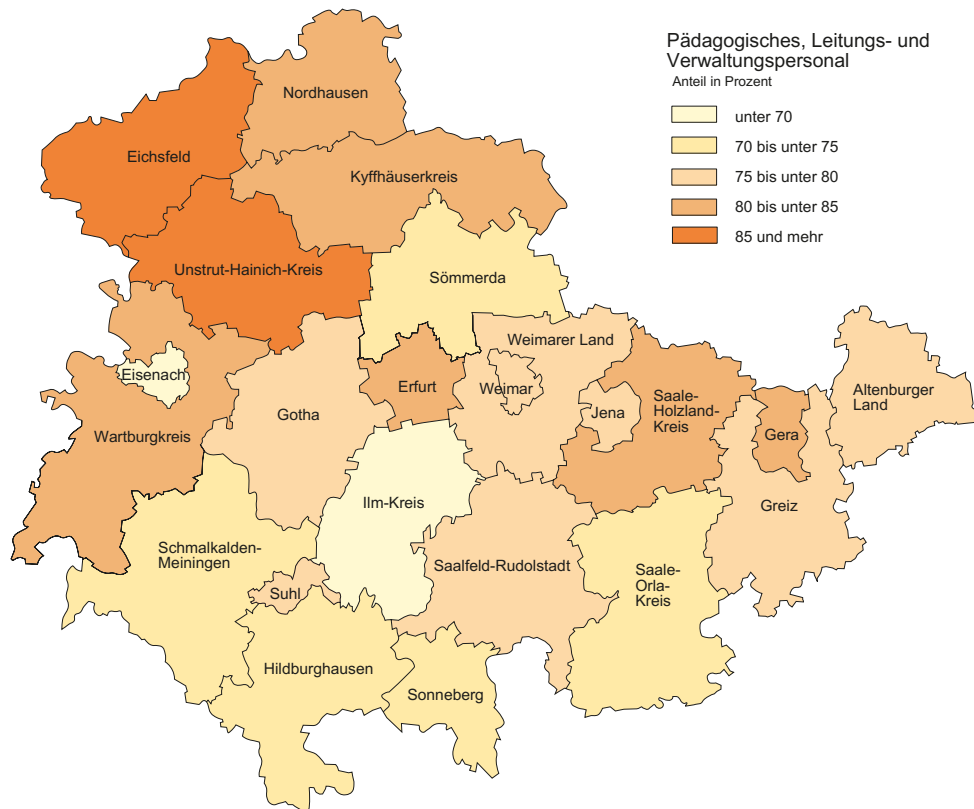 Pädagogisches, Leitungs- und
Verwaltungspersonal
Anteil in Prozent
unter 70
70 bis unter 75
75 bis unter 80
80 bis unter 85
85 und mehr
Nordhausen
Eichsfeld
Kyffhäuserkreis
Unstrut-Hainich-Kreis
Sömmerda
Weimarer Land
Eisenach
Erfurt
Weimar
Altenburger
Land
Saale-
Holzland-
Kreis
Gotha
Jena
Wartburgkreis
Gera
Ilm-Kreis
Greiz
Schmalkalden-
Meiningen
Saalfeld-Rudolstadt
Saale-
Orla-
Kreis
Suhl
Hildburghausen
Sonneberg